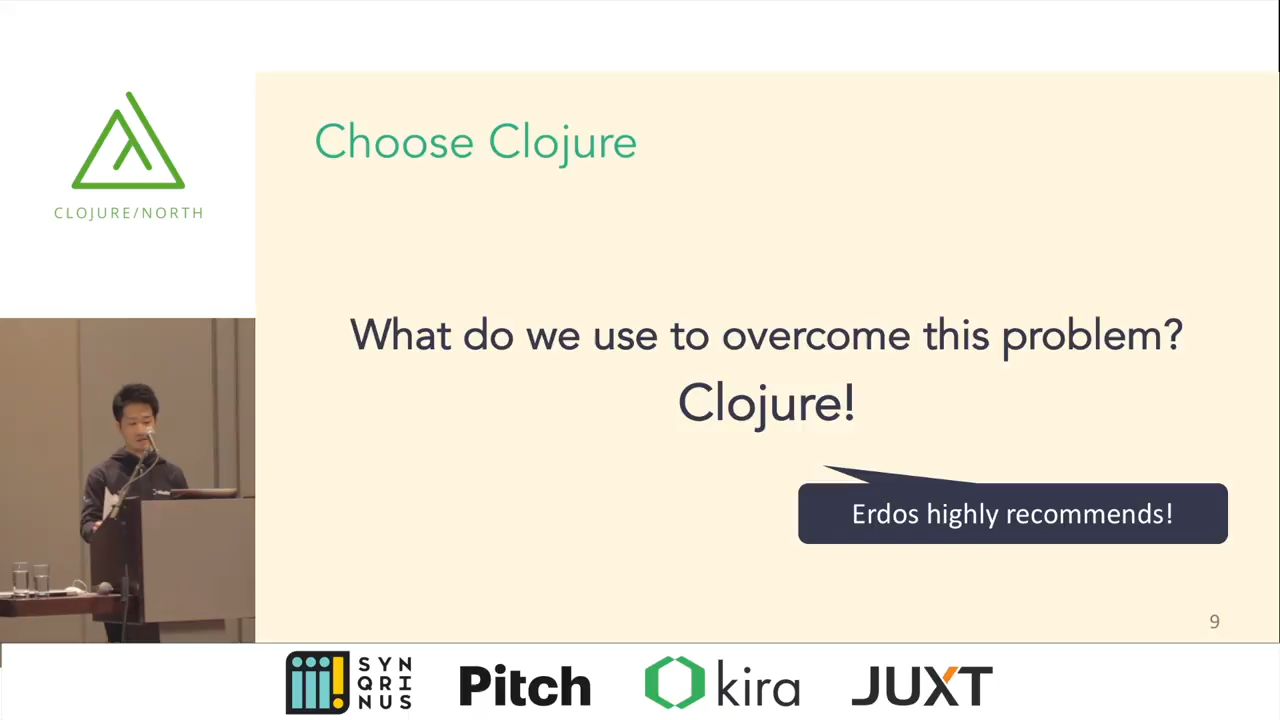 CLOJURE/NORTH
Choose Clojure
What do we use to overcome this problem?
Clojure!
Erdos highly recommends!
9
SYN
QRI
NUS
Pitch
kira
JUXT